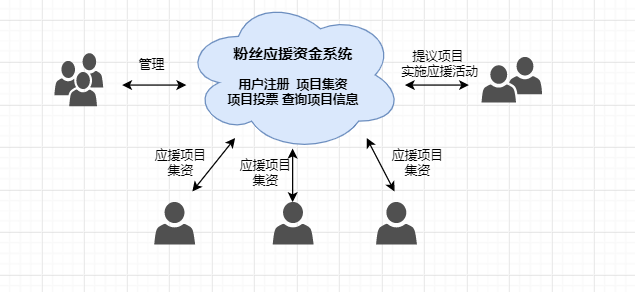 粉丝应援资金系统
管理
用户注册 项目集资
项目投票 查询项目信息
提议项目
实施应援活动
应援项目
集资
应援项目
集资
应援项目
集资